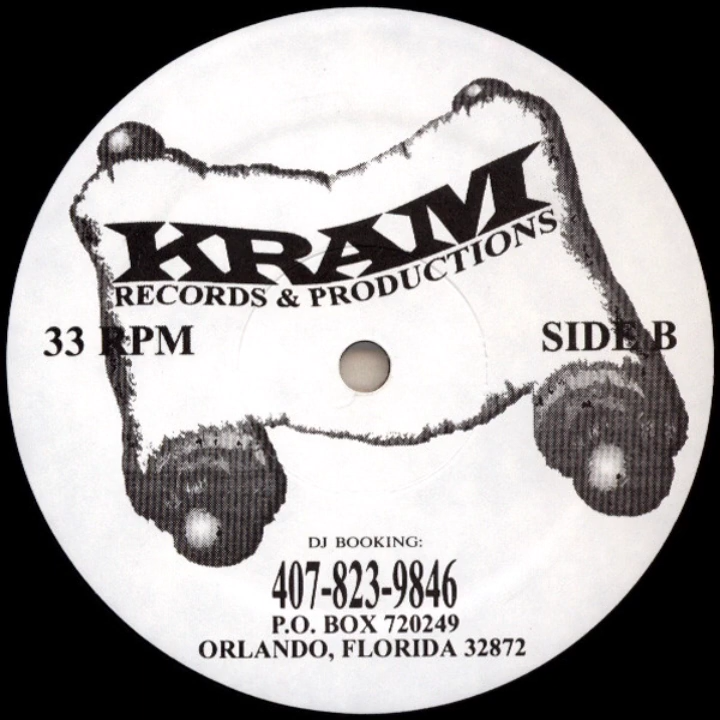 KRAM
RECORDS & PRODUCTIONS
33 RPM
SIDE B
DJ BOOKING:
407-823-9846
P.O. BOX 720249
ORLANDO, FLORIDA 32872